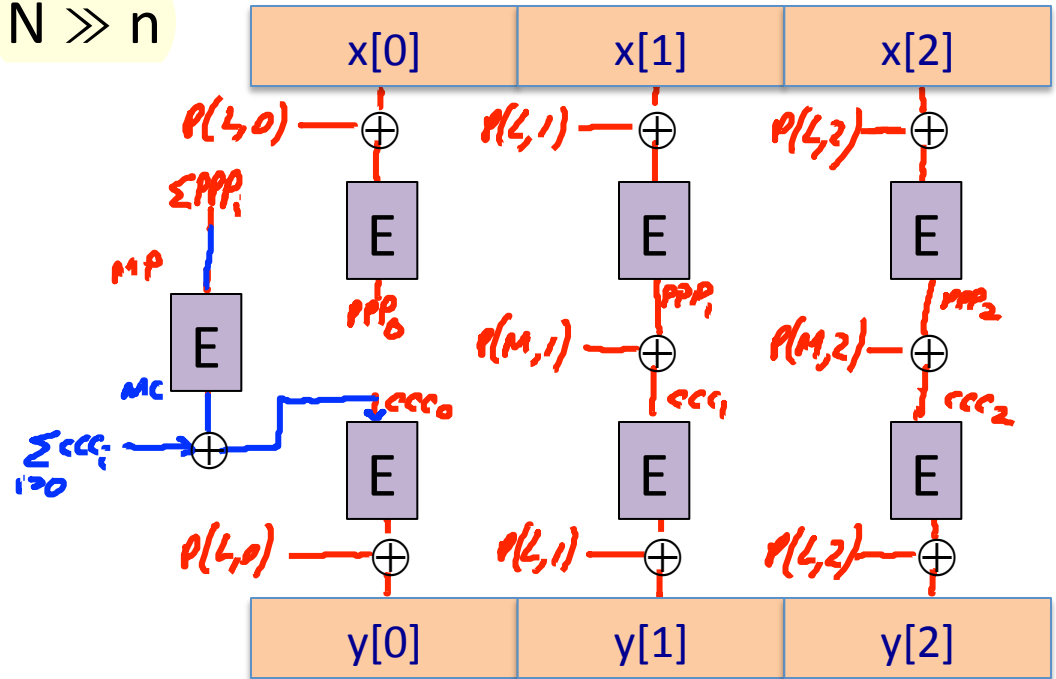 N ≫ n
x[0] x[1] x[2]
P(L,0) P(L,1) P(L,2)
ΣPPPᵢ
E E E
MP
PPP₀ PPP₁ PPP₂
E
P(M,1) P(M,2)
MC
CCC₀ CCC₁ CCC₂
ΣCCCᵢ
i>0
E E E
P(L,0) P(L,1) P(L,2)
y[0] y[1] y[2]